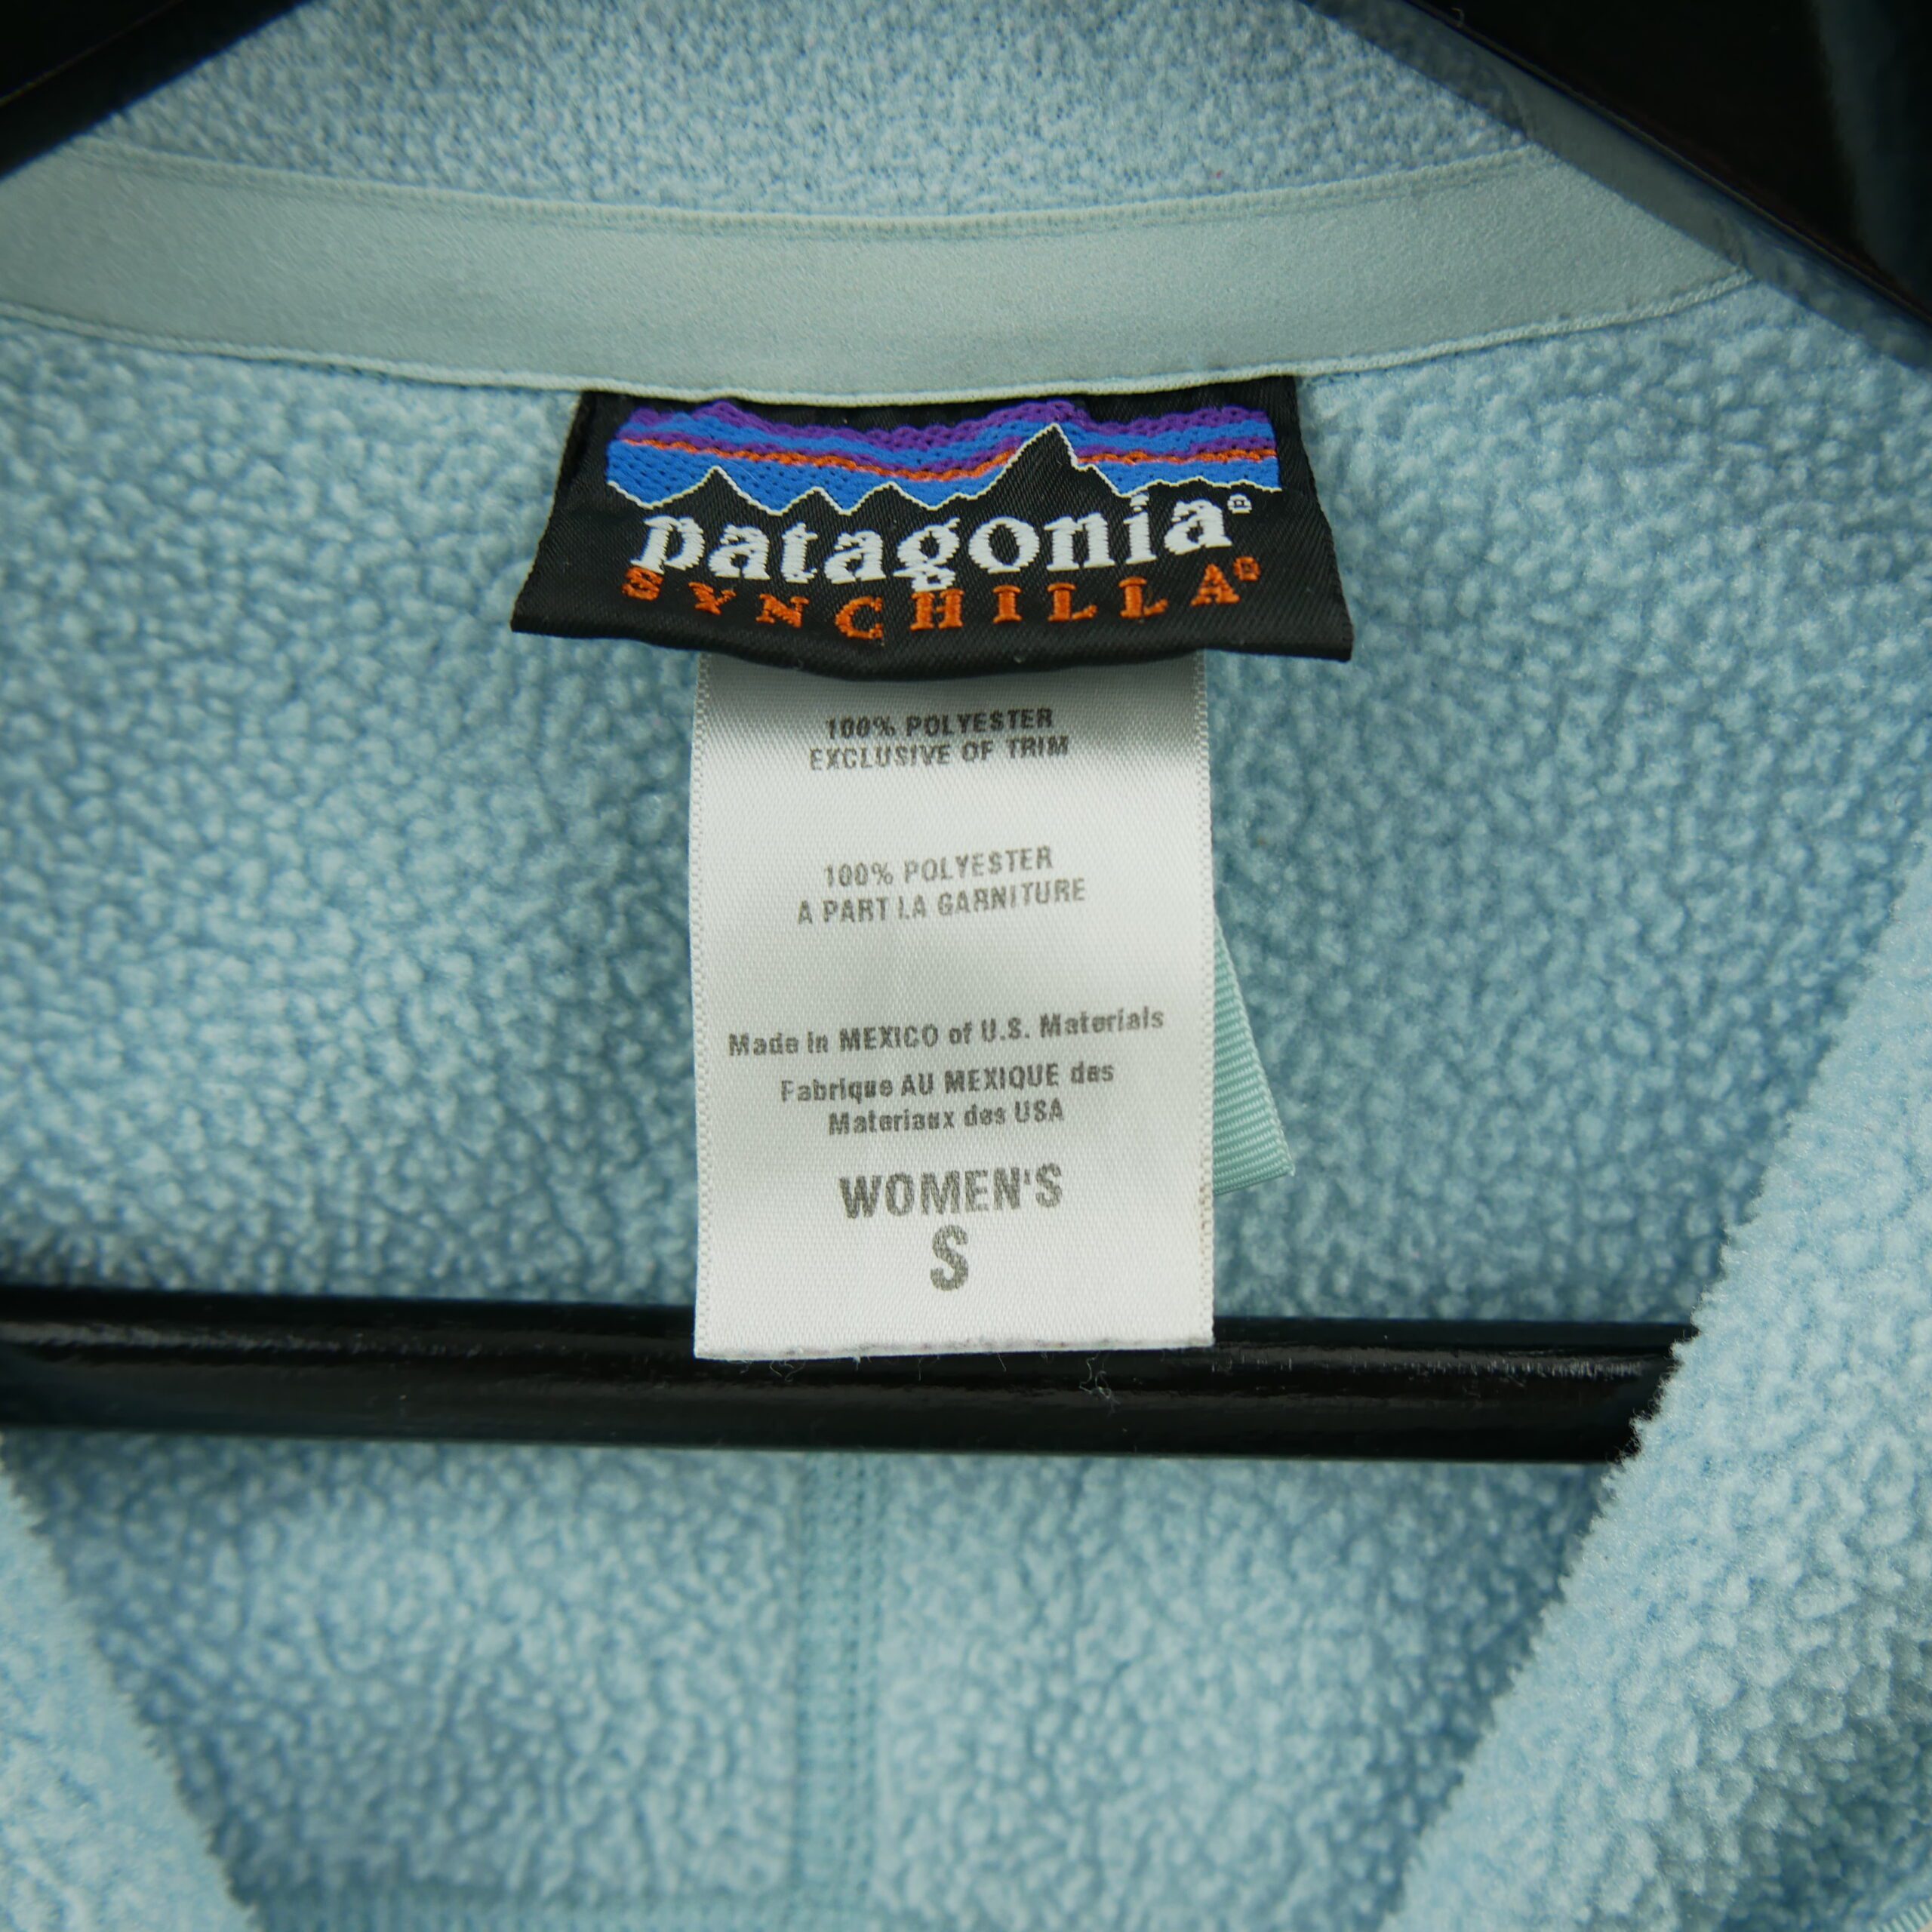 patagonia®
SYNCHILLA®
100% POLYESTER
EXCLUSIVE OF TRIM
100% POLYESTER
A PART LA GARNITURE
Made in MEXICO of U.S. Materials
Fabrique AU MEXIQUE des
Materiaux des USA
WOMEN'S
S